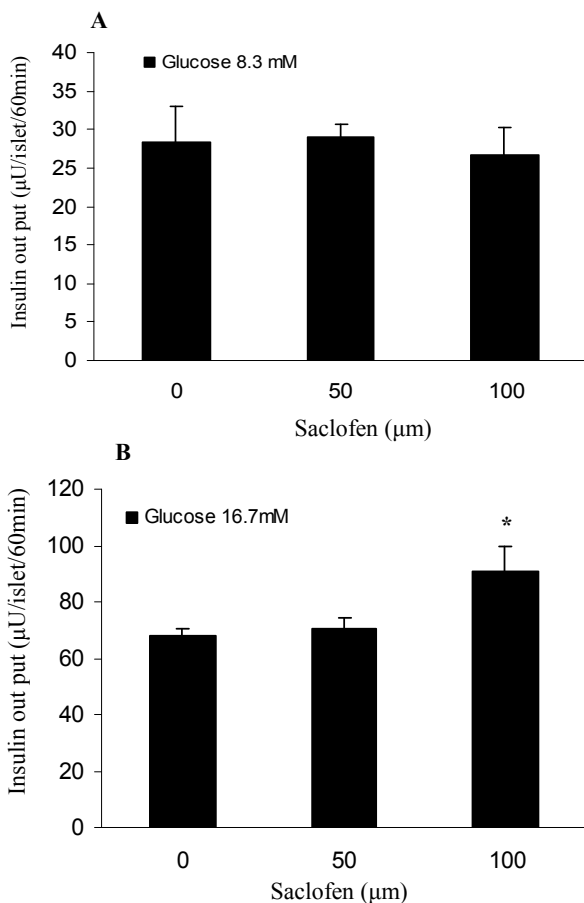 A
40
35
30
25
20
15
10
5
0
Insulin out put (μU/islet/60min)
Glucose 8.3 mM
0 50 100
Saclofen (μm)
B
120
100
80
60
40
20
0
Insulin out put (μU/islet/60min)
Glucose 16.7mM
*
0 50 100
Saclofen (μm)